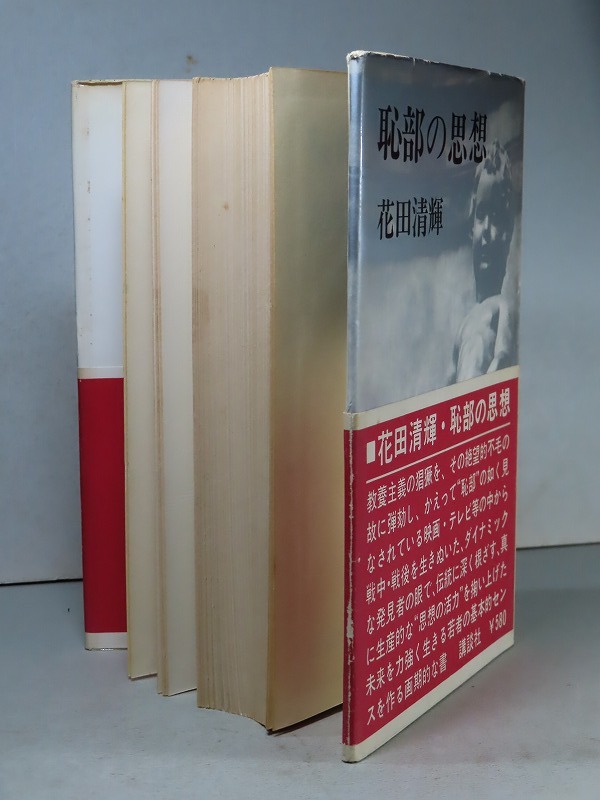 恥部の思想
花田清輝
■花田清輝・恥部の思想
教養主義の猖獗を、その絶望的不毛の
故に弾劾し、かえって“恥部”の如く見
なされている映画・テレビ等の中から
戦中・戦後を生きぬいた、ダイナミック
な発見者の眼で、伝統に深く根ざす、真
に生産的な“思想の活力”を掬い上げた
未来を力強く生きる若者の基本的セン
スを作る画期的な書 講談社 ¥580